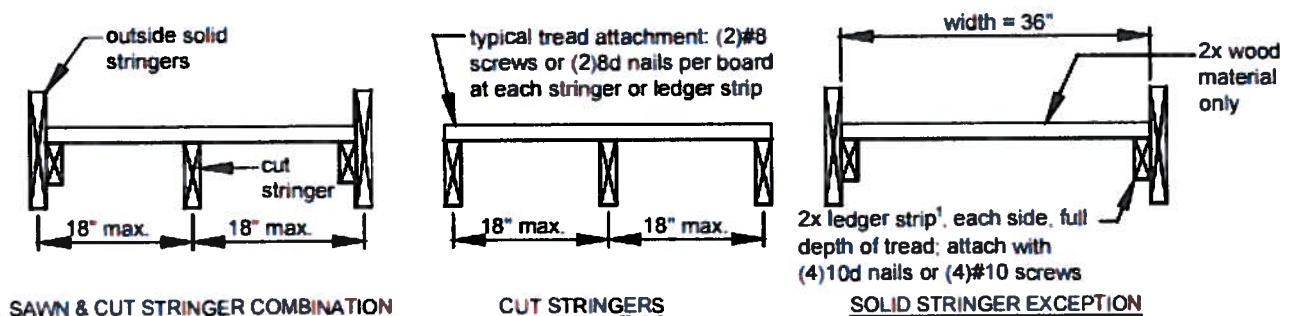 outside solid
stringers
cut
stringer
18" max.
18" max.
SAWN & CUT STRINGER COMBINATION
typical tread attachment: (2)#8
screws or (2)8d nails per board
at each stringer or ledger strip
18" max.
18" max.
CUT STRINGERS
width = 36"
2x wood
material
only
2x ledger strip¹, each side, full
depth of tread; attach with
(4)10d nails or (4)#10 screws
SOLID STRINGER EXCEPTION